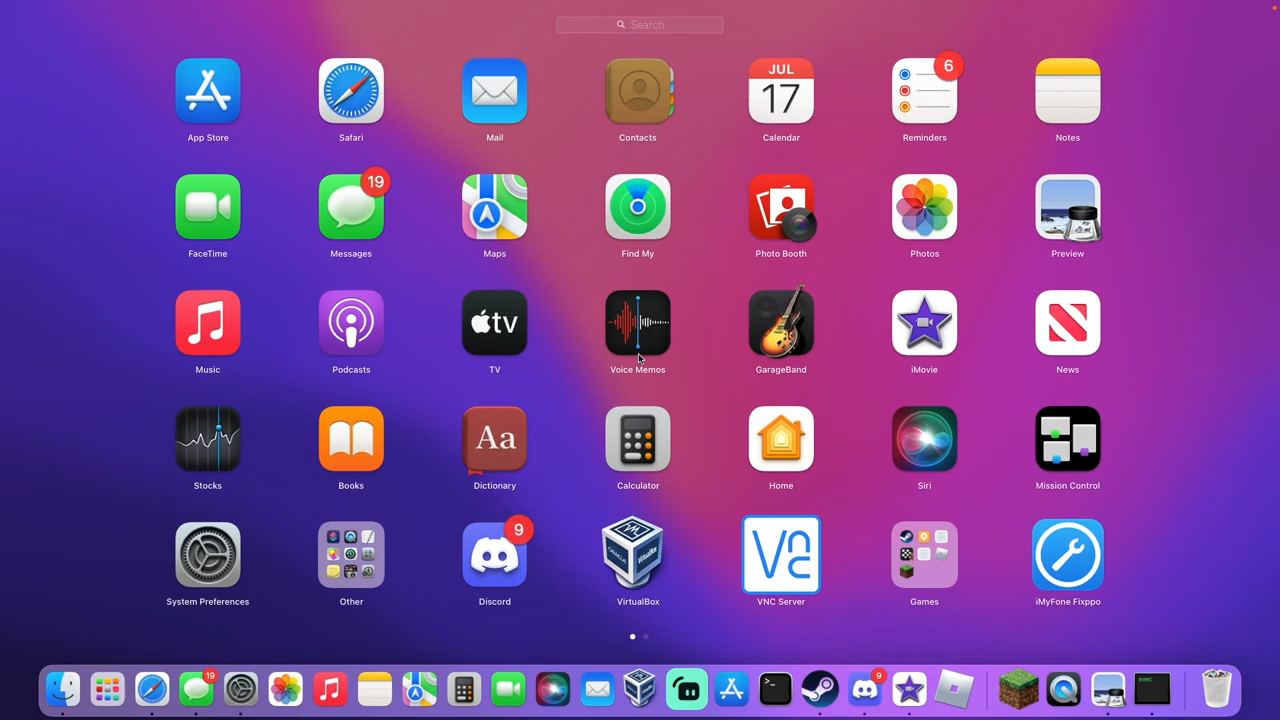 Search
6
JUL
17
App Store
Safari
Mail
Contacts
Calendar
Reminders
Notes
19
FaceTime
Messages
Maps
Find My
Photo Booth
Photos
Preview
tv
Music
Podcasts
TV
Voice Memos
GarageBand
iMovie
News
Aa
Stocks
Books
Dictionary
Calculator
Home
Siri
Mission Control
9
VNC
System Preferences
Other
Discord
VirtualBox
VNC Server
Games
iMyFone Fixppo
19
>_
9
exec